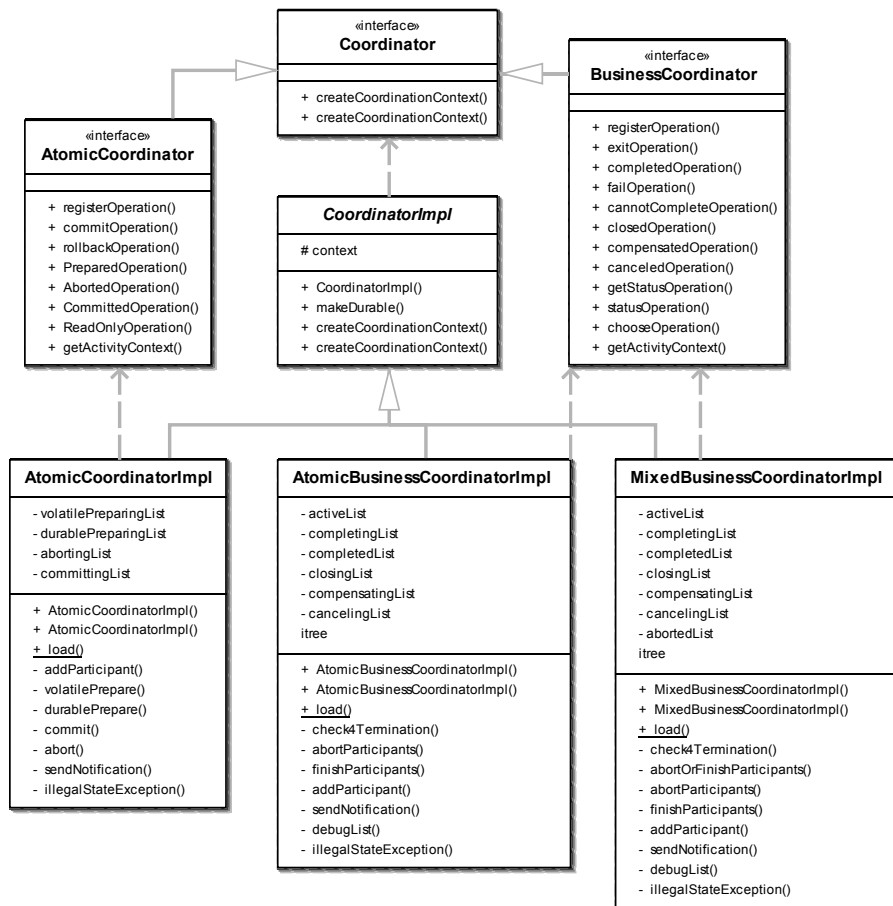 «interface»
Coordinator
+ createCoordinationContext()
+ createCoordinationContext()
«interface»
BusinessCoordinator
+ registerOperation()
+ exitOperation()
+ completedOperation()
+ failOperation()
+ cannotCompleteOperation()
+ closedOperation()
+ compensatedOperation()
+ canceledOperation()
+ getStatusOperation()
+ statusOperation()
+ chooseOperation()
+ getActivityContext()
«interface»
AtomicCoordinator
+ registerOperation()
+ commitOperation()
+ rollbackOperation()
+ PreparedOperation()
+ AbortedOperation()
+ CommittedOperation()
+ ReadOnlyOperation()
+ getActivityContext()
CoordinatorImpl
# context
+ CoordinatorImpl()
+ makeDurable()
+ createCoordinationContext()
+ createCoordinationContext()
AtomicCoordinatorImpl
- volatilePreparingList
- durablePreparingList
- abortingList
- committingList
+ AtomicCoordinatorImpl()
+ AtomicCoordinatorImpl()
+ load()
- addParticipant()
- volatilePrepare()
- durablePrepare()
- commit()
- abort()
- sendNotification()
- illegalStateException()
AtomicBusinessCoordinatorImpl
- activeList
- completingList
- completedList
- closingList
- compensatingList
- cancelingList
itree
+ AtomicBusinessCoordinatorImpl()
+ AtomicBusinessCoordinatorImpl()
+ load()
- check4Termination()
- abortParticipants()
- finishParticipants()
- addParticipant()
- sendNotification()
- debugList()
- illegalStateException()
MixedBusinessCoordinatorImpl
- activeList
- completingList
- completedList
- closingList
- compensatingList
- cancelingList
- abortedList
itree
+ MixedBusinessCoordinatorImpl()
+ MixedBusinessCoordinatorImpl()
+ load()
- check4Termination()
- abortOrFinishParticipants()
- abortParticipants()
- finishParticipants()
- addParticipant()
- sendNotification()
- debugList()
- illegalStateException()